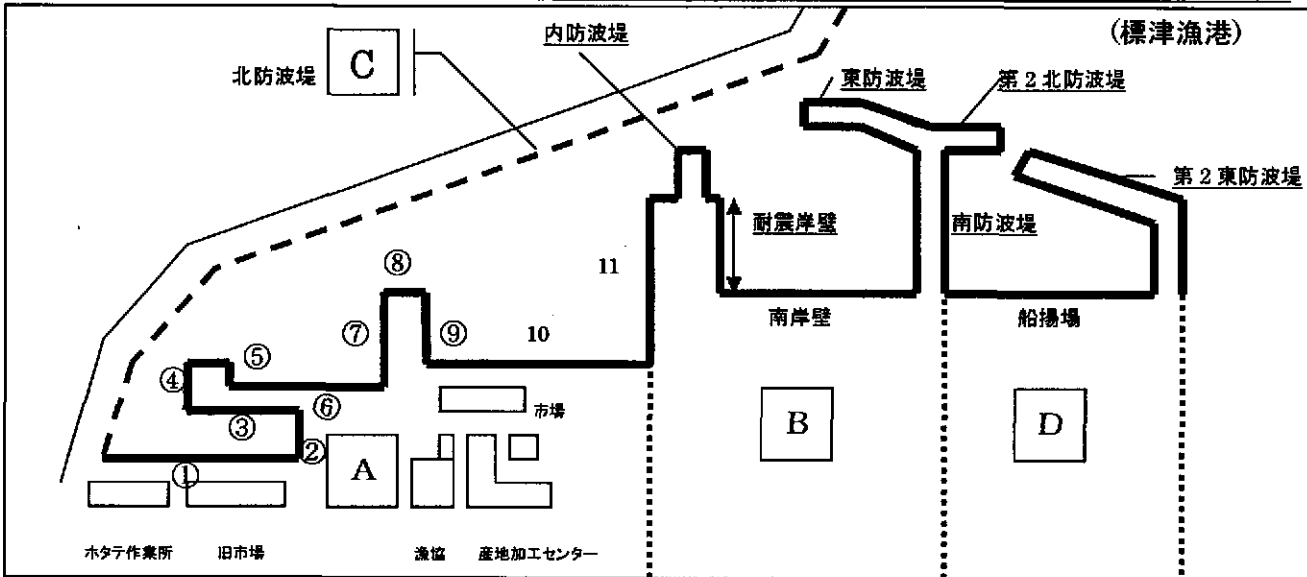 (標津漁港)
内防波堤
北防波堤
C
東防波堤
第2北防波堤
第2東防波堤
耐震岸壁
南防波堤
⑧
11
南岸壁
船揚場
⑦
⑨
10
⑤
④
⑥
③
市場
②
①
A
B
D
ホタテ作業所
旧市場
漁協
産地加工センター